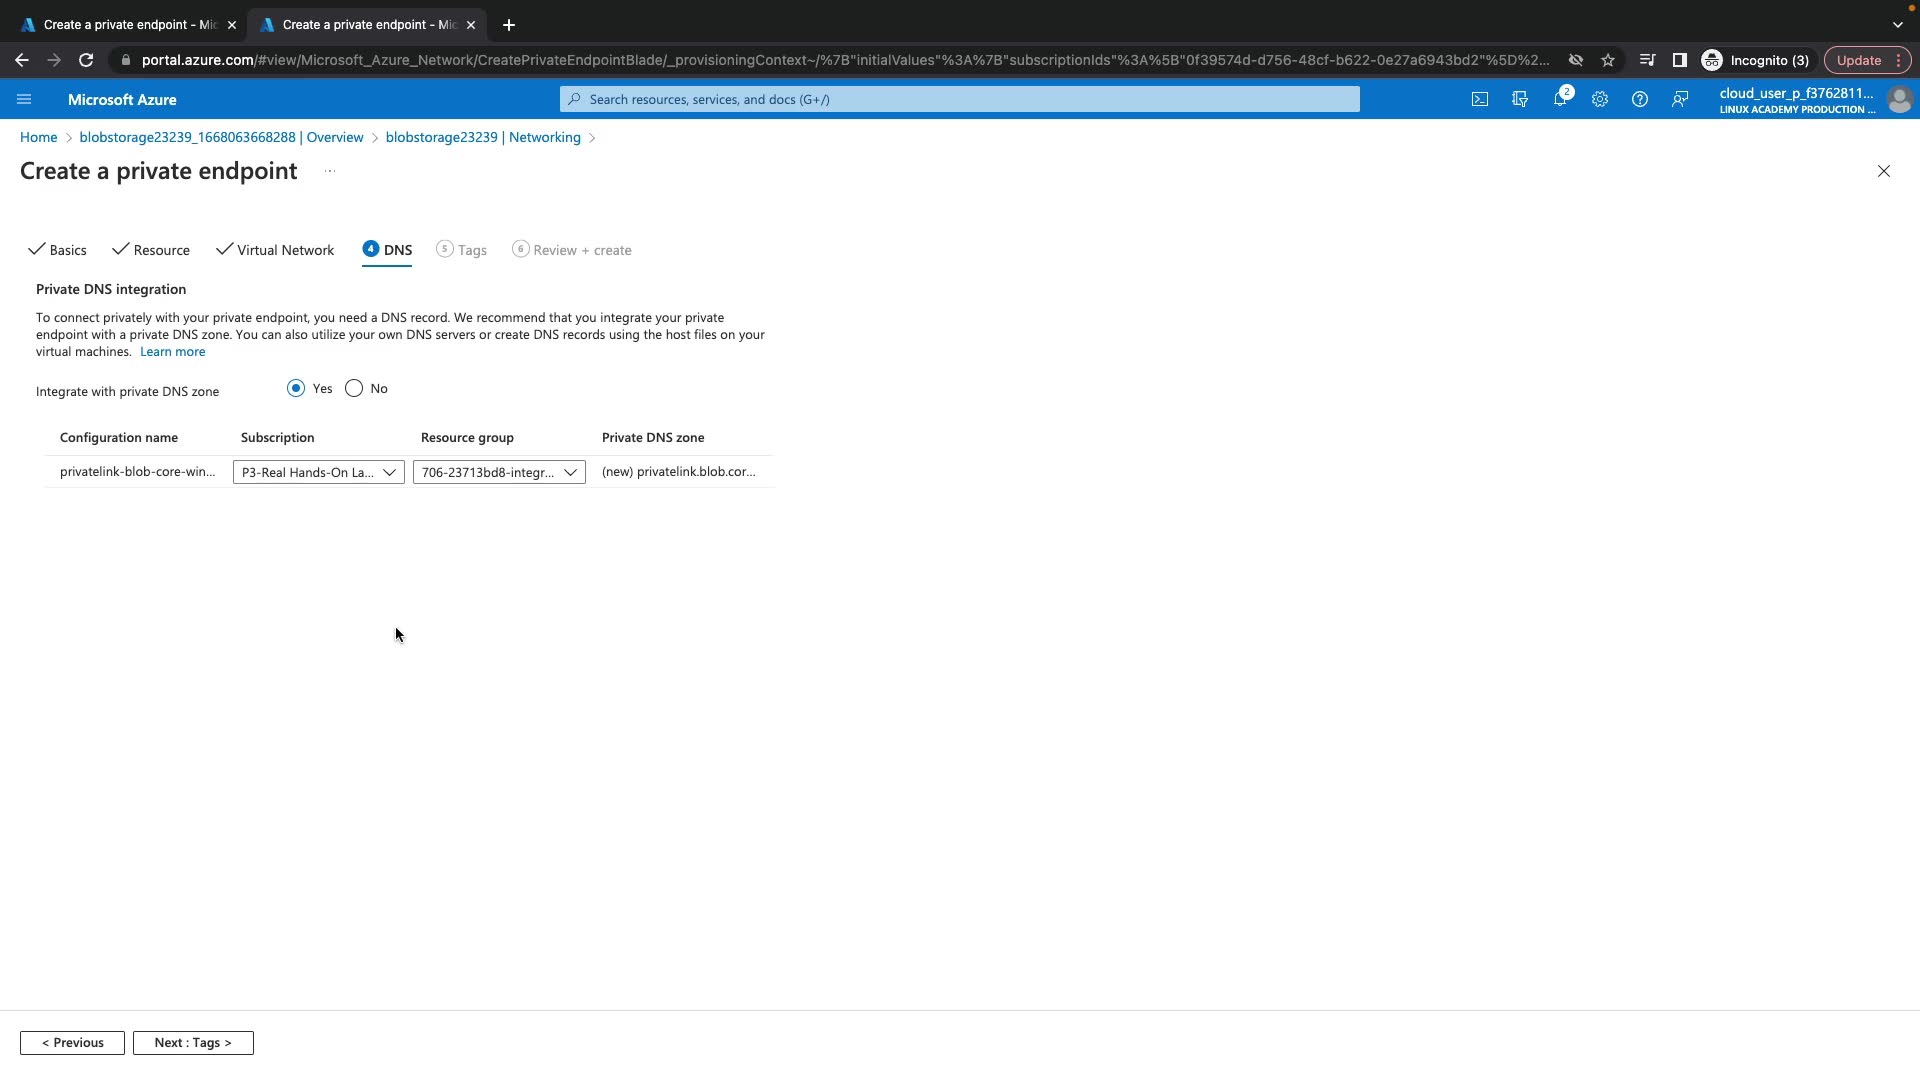 Create a private endpoint - Mic
Create a private endpoint - Mic
portal.azure.com/#view/Microsoft_Azure_Network/CreatePrivateEndpointBlade/_provisioningContext~/%7B"initialValues"%3A%7B"subscriptionIds"%3A%5B"0f39574d-d756-48cf-b622-0e27a6943bd2"%5D%2...
Incognito (3)
Update
Microsoft Azure
Search resources, services, and docs (G+/)
2
cloud_user_p_f3762811...
LINUX ACADEMY PRODUCTION ...
Home > blobstorage23239_1668063668288 | Overview > blobstorage23239 | Networking >
Create a private endpoint ...
Basics
Resource
Virtual Network
4 DNS
5 Tags
6 Review + create
Private DNS integration
To connect privately with your private endpoint, you need a DNS record. We recommend that you integrate your private
endpoint with a private DNS zone. You can also utilize your own DNS servers or create DNS records using the host files on your
virtual machines. Learn more
Integrate with private DNS zone
Yes
No
Configuration name
Subscription
Resource group
Private DNS zone
privatelink-blob-core-win...
P3-Real Hands-On La...
706-23713bd8-integr...
(new) privatelink.blob.cor...
< Previous
Next : Tags >